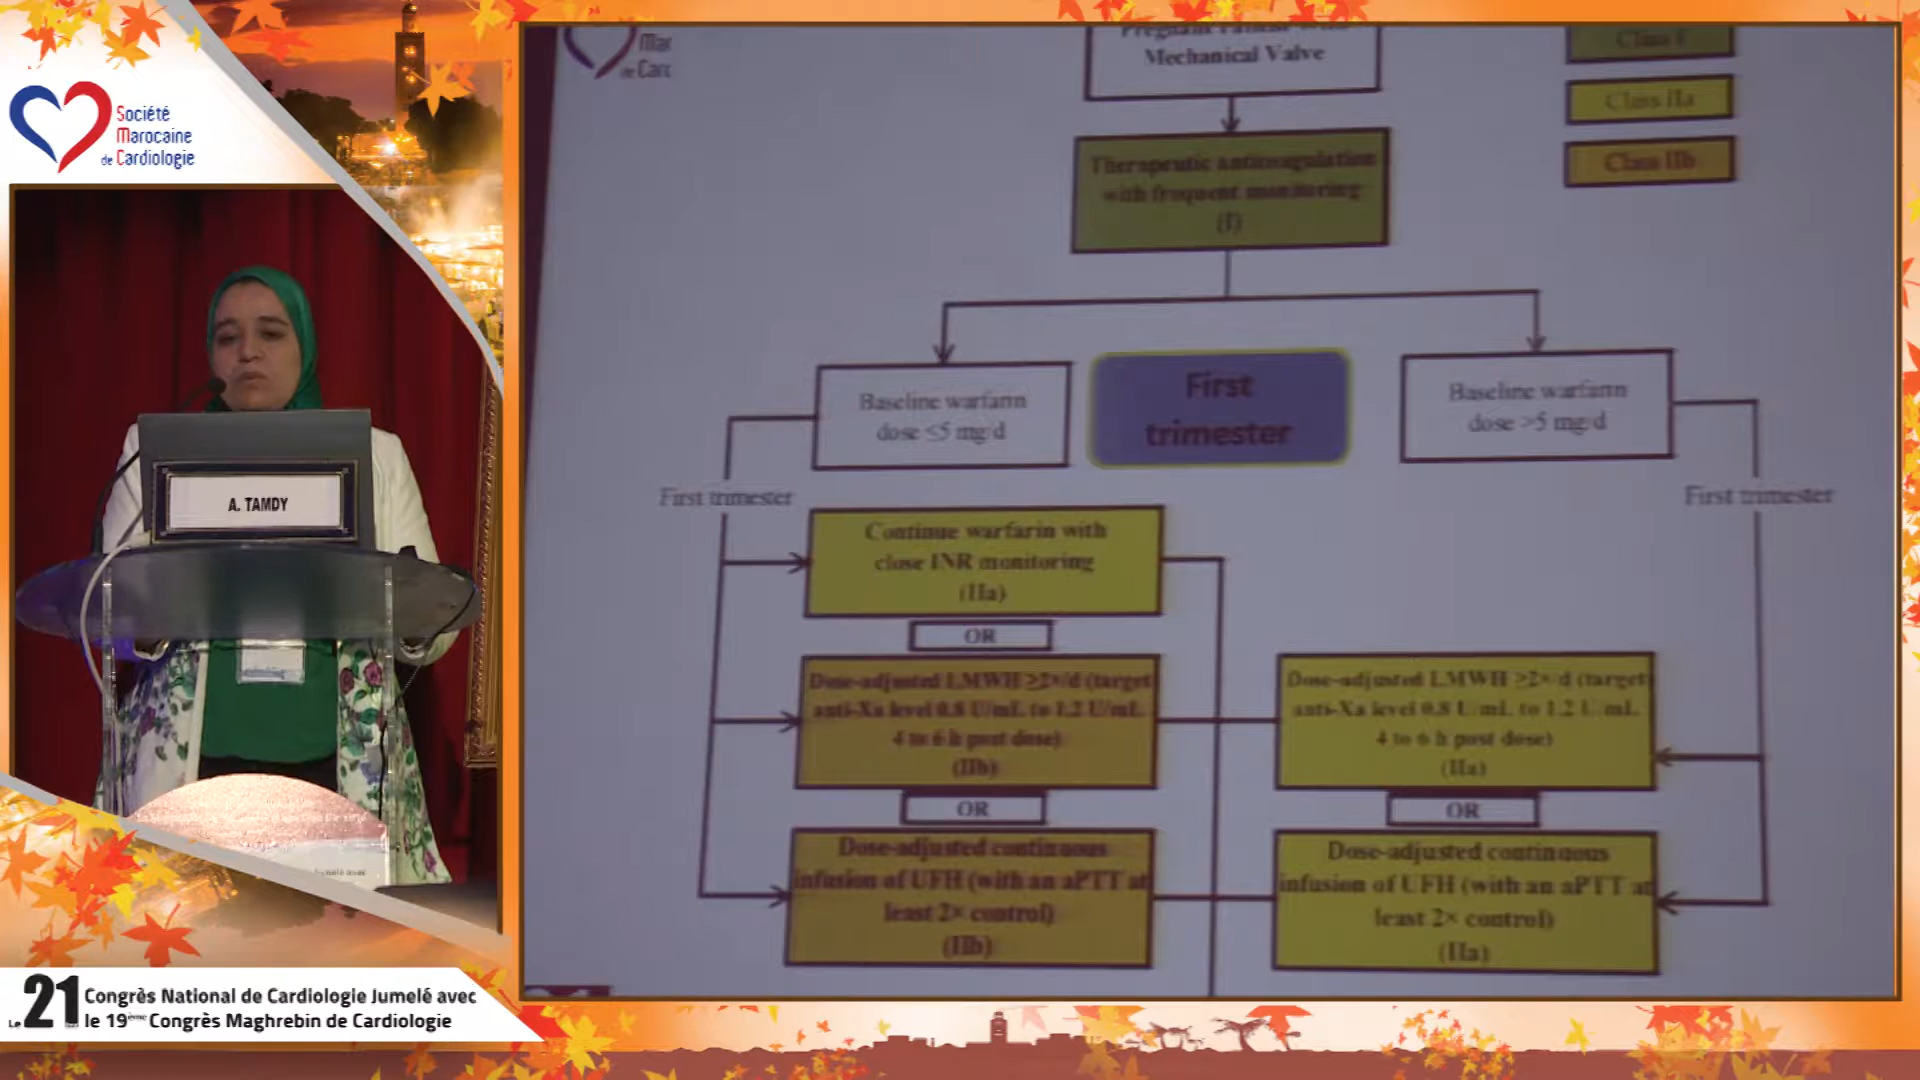 Société
Marocaine
de Cardiologie
A. TAMDY
Le 21
Congrès National de Cardiologie Jumelé avec
le 19ème Congrès Maghrebin de Cardiologie
Mar
de Carc
Pregnant Patient With
Mechanical Valve
Class I
Class IIa
Class IIb
Therapeutic anticoagulation
with frequent monitoring
(I)
Baseline warfarin
dose ≤5 mg/d
First
trimester
Baseline warfarin
dose >5 mg/d
First trimester
First trimester
Continue warfarin with
close INR monitoring
(IIa)
OR
Dose-adjusted LMWH ≥2×/d (target
anti-Xa level 0.8 U/mL to 1.2 U/mL
4 to 6 h post dose)
(IIb)
OR
Dose-adjusted continuous
infusion of UFH (with an aPTT at
least 2× control)
(IIb)
Dose-adjusted LMWH ≥2×/d (target
anti-Xa level 0.8 U/mL to 1.2 U/mL
4 to 6 h post dose)
(IIa)
OR
Dose-adjusted continuous
infusion of UFH (with an aPTT at
least 2× control)
(IIa)